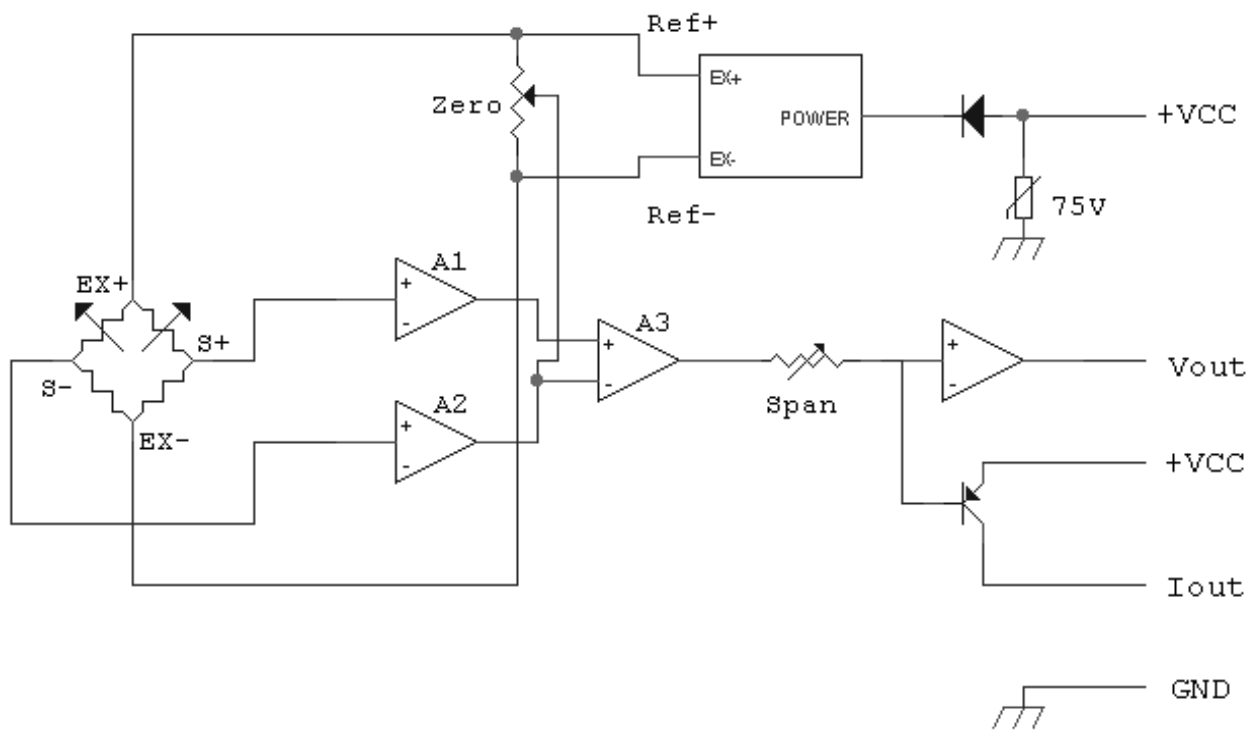 Ref+
EX+
Zero
POWER
+VCC
EX-
Ref-
75V
A1
EX+
+
-
S+
A3
+
-
+
-
S-
Vout
Span
A2
+
-
EX-
+VCC
Iout
GND